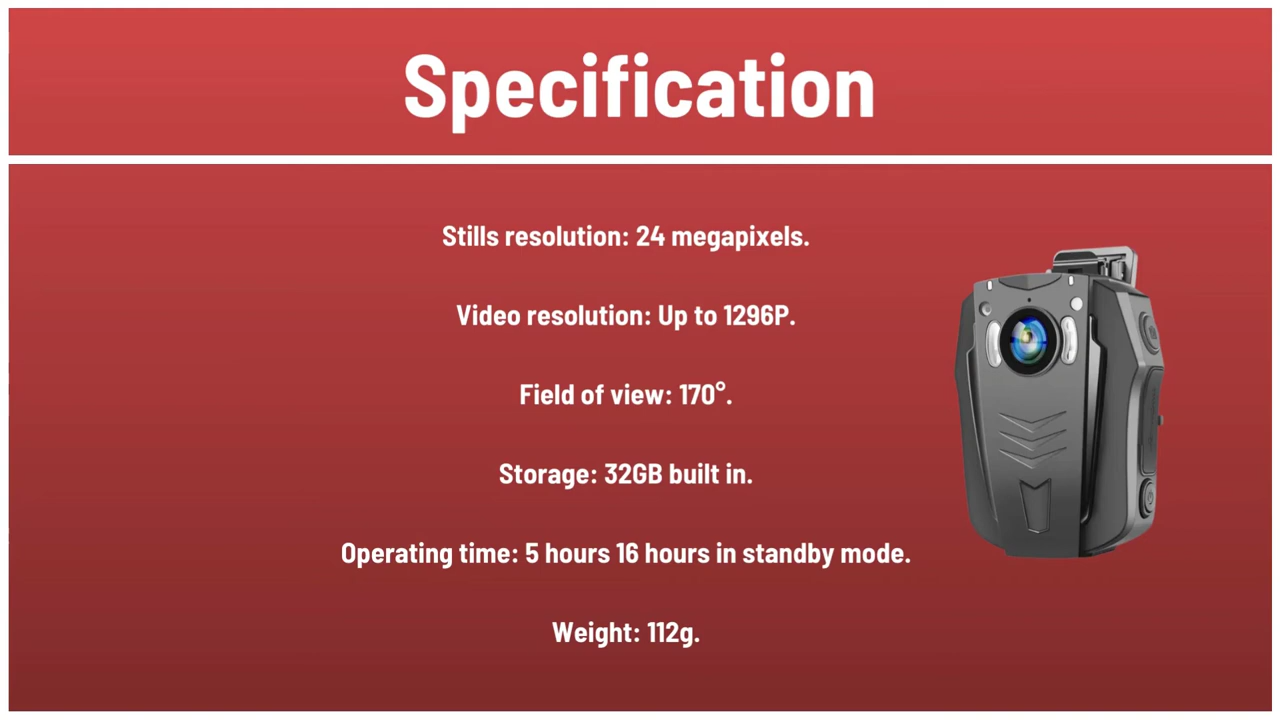 Specification
Stills resolution: 24 megapixels.
Video resolution: Up to 1296P.
Field of view: 170°.
Storage: 32GB built in.
Operating time: 5 hours 16 hours in standby mode.
Weight: 112g.